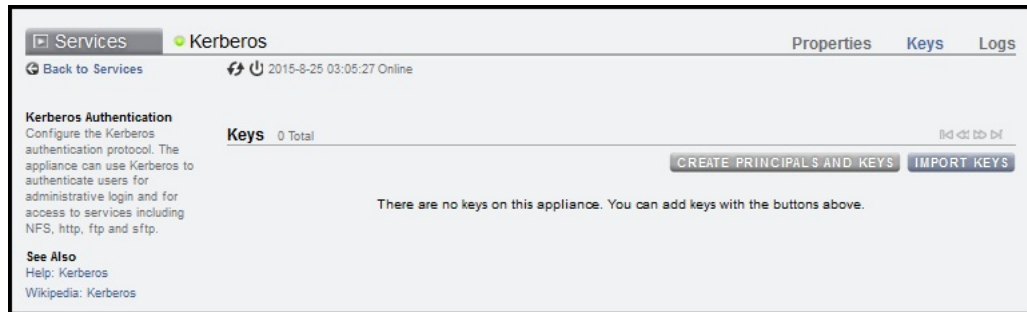 Services
Kerberos
Properties Keys Logs
Back to Services
2015-8-25 03:05:27 Online
Kerberos Authentication
Configure the Kerberos
authentication protocol. The
appliance can use Kerberos to
authenticate users for
administrative login and for
access to services including
NFS, http, ftp and sftp.
See Also
Help: Kerberos
Wikipedia: Kerberos
Keys 0 Total
CREATE PRINCIPALS AND KEYS IMPORT KEYS
There are no keys on this appliance. You can add keys with the buttons above.